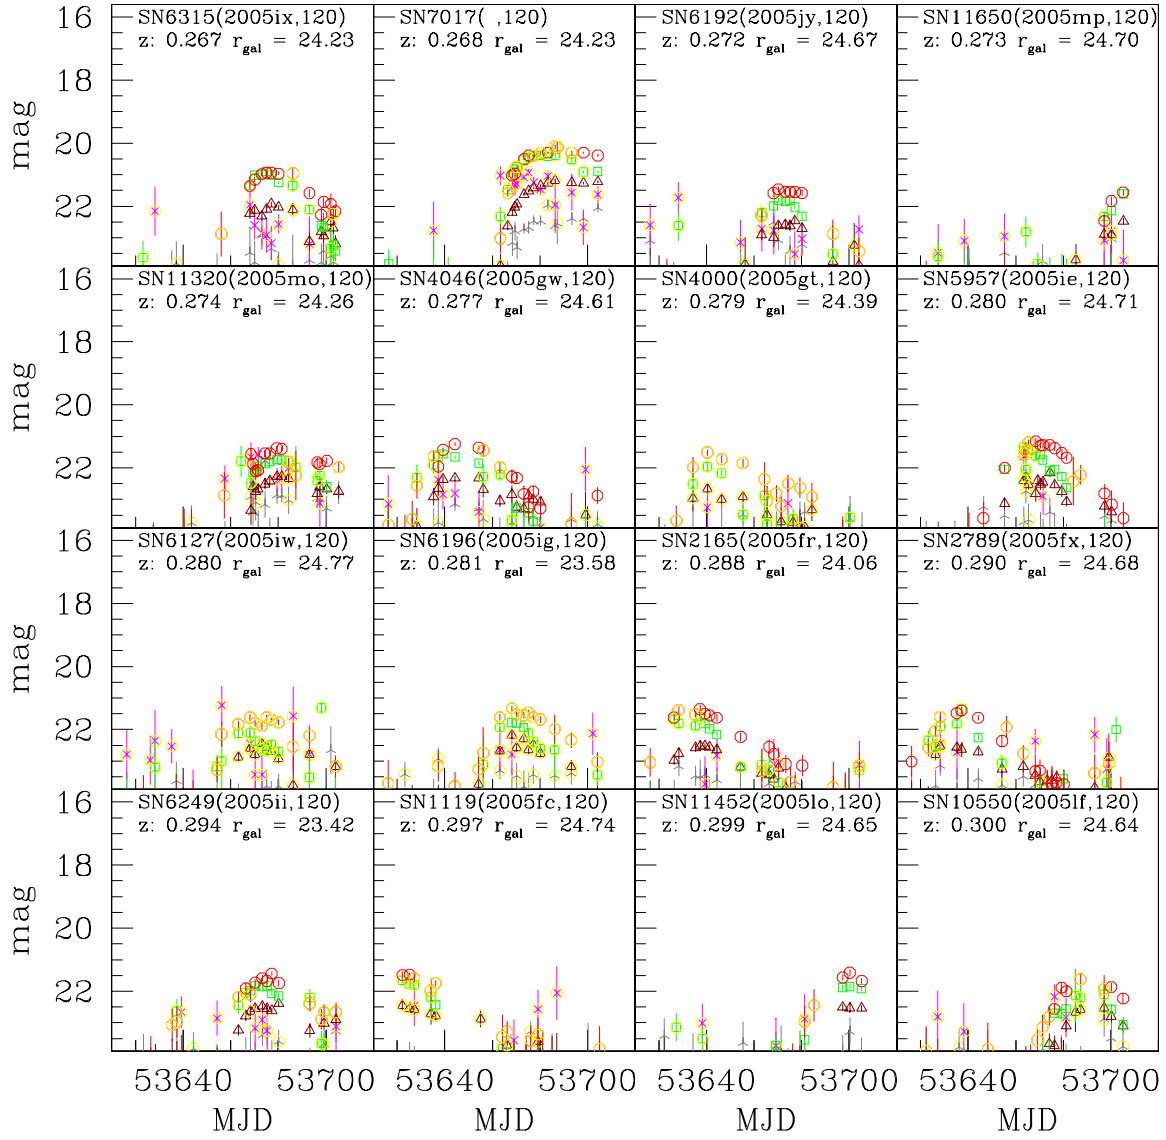 SN6315(2005ix,120)
z: 0.267 rgal = 24.23
SN7017( ,120)
z: 0.268 rgal = 24.23
SN6192(2005jy,120)
z: 0.272 rgal = 24.67
SN11650(2005mp,120)
z: 0.273 rgal = 24.70
16
18
20
22
mag
SN11320(2005mo,120)
z: 0.274 rgal = 24.26
SN4046(2005gw,120)
z: 0.277 rgal = 24.61
SN4000(2005gt,120)
z: 0.279 rgal = 24.39
SN5957(2005ie,120)
z: 0.280 rgal = 24.71
16
18
20
22
mag
SN6127(2005iw,120)
z: 0.280 rgal = 24.77
SN6196(2005ig,120)
z: 0.281 rgal = 23.58
SN2165(2005fr,120)
z: 0.288 rgal = 24.06
SN2789(2005fx,120)
z: 0.290 rgal = 24.68
16
18
20
22
mag
SN6249(2005ii,120)
z: 0.294 rgal = 23.42
SN1119(2005fc,120)
z: 0.297 rgal = 24.74
SN11452(2005lo,120)
z: 0.299 rgal = 24.65
SN10550(2005lf,120)
z: 0.300 rgal = 24.64
16
18
20
22
mag
53640 53700 53640 53700 53640 53700 53640 53700
MJD MJD MJD MJD